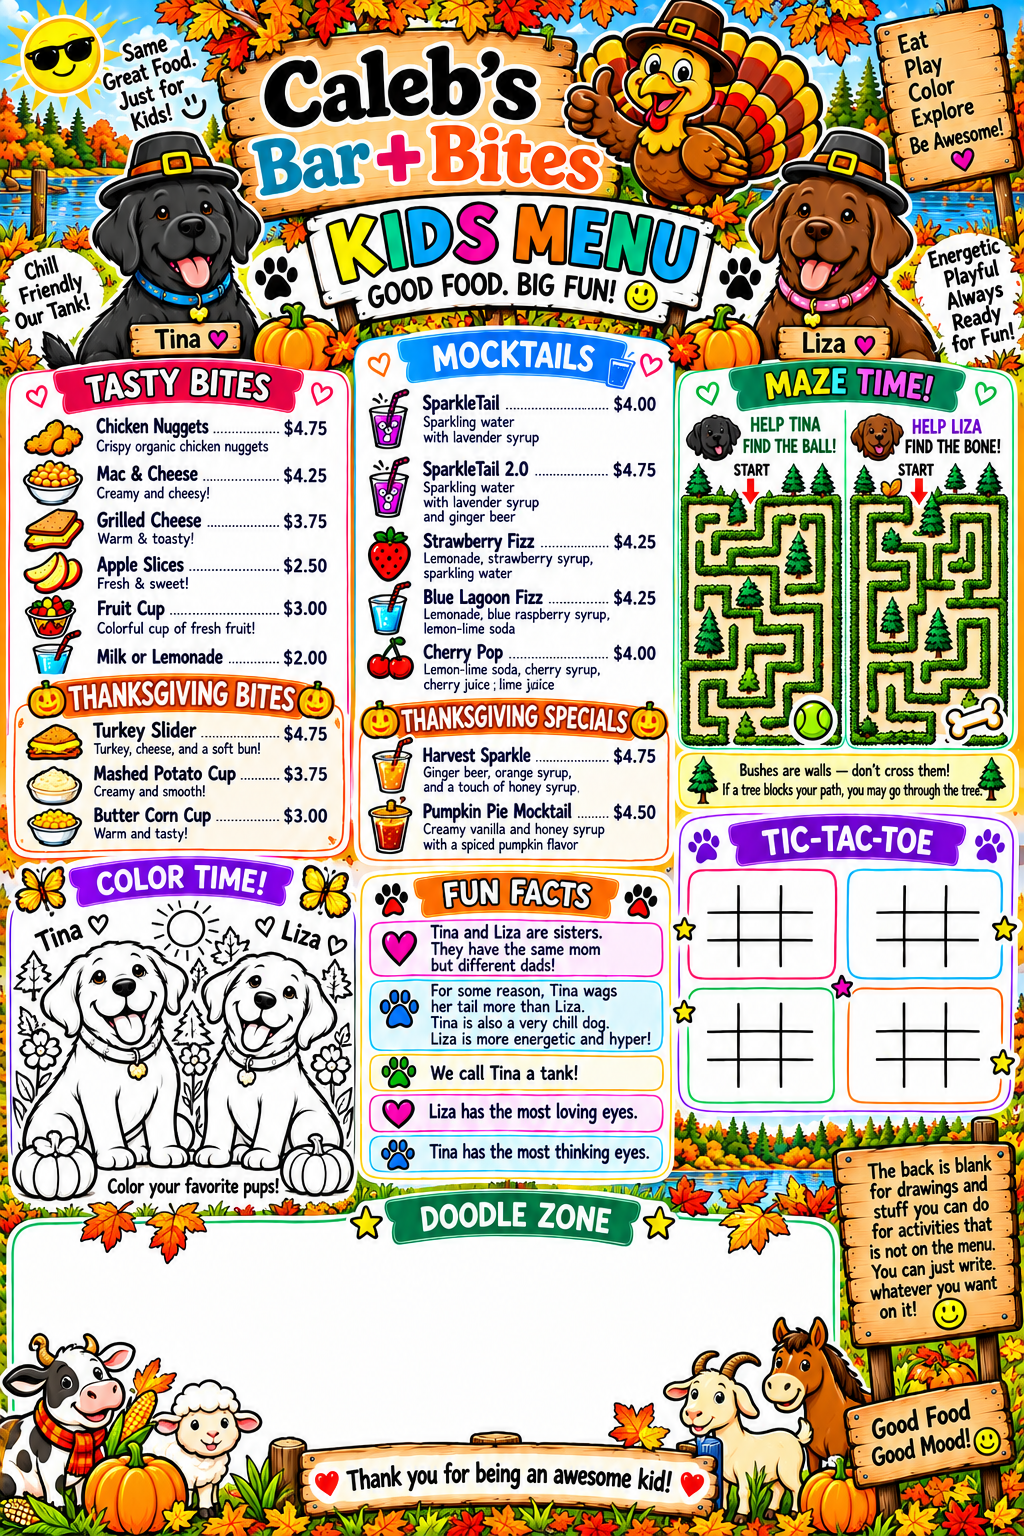 Same
Great Food.
Just for
Kids!
Caleb's
Bar + Bites
KIDS MENU
GOOD FOOD. BIG FUN!
Eat
Play
Color
Explore
Be Awesome!
Chill
Friendly
Our Tank!
Tina
Energetic
Playful
Always
Ready
for Fun!
Liza
TASTY BITES
Chicken Nuggets ................ $4.75
Crispy organic chicken nuggets
Mac & Cheese ................ $4.25
Creamy and cheesy!
Grilled Cheese ................ $3.75
Warm & toasty!
Apple Slices ................ $2.50
Fresh & sweet!
Fruit Cup ................ $3.00
Colorful cup of fresh fruit!
Milk or Lemonade ............ $2.00
THANKSGIVING BITES
Turkey Slider ................ $4.75
Turkey, cheese, and a soft bun!
Mashed Potato Cup .......... $3.75
Creamy and smooth!
Butter Corn Cup ............ $3.00
Warm and tasty!
MOCKTAILS
SparkleTail ................ $4.00
Sparkling water
with lavender syrup
SparkleTail 2.0 ................ $4.75
Sparkling water
with lavender syrup
and ginger beer
Strawberry Fizz ................ $4.25
Lemonade, strawberry syrup,
sparkling water
Blue Lagoon Fizz ............ $4.25
Lemonade, blue raspberry syrup,
lemon-lime soda
Cherry Pop ................ $4.00
Lemon-lime soda, cherry syrup,
cherry juice ; lime juice
THANKSGIVING SPECIALS
Harvest Sparkle ................ $4.75
Ginger beer, orange syrup,
and a touch of honey syrup.
Pumpkin Pie Mocktail ........ $4.50
Creamy vanilla and honey syrup
with a spiced pumpkin flavor
MAZE TIME!
HELP TINA
FIND THE BALL!
START
HELP LIZA
FIND THE BONE!
START
Bushes are walls — don't cross them!
If a tree blocks your path, you may go through the tree.
TIC-TAC-TOE
COLOR TIME!
Tina
Liza
Color your favorite pups!
FUN FACTS
Tina and Liza are sisters.
They have the same mom
but different dads!
For some reason, Tina wags
her tail more than Liza.
Tina is also a very chill dog.
Liza is more energetic and hyper!
We call Tina a tank!
Liza has the most loving eyes.
Tina has the most thinking eyes.
DOODLE ZONE
The back is blank
for drawings and
stuff you can do
for activities that
is not on the menu.
You can just write.
whatever you want
on it!
Good Food
Good Mood!
Thank you for being an awesome kid!